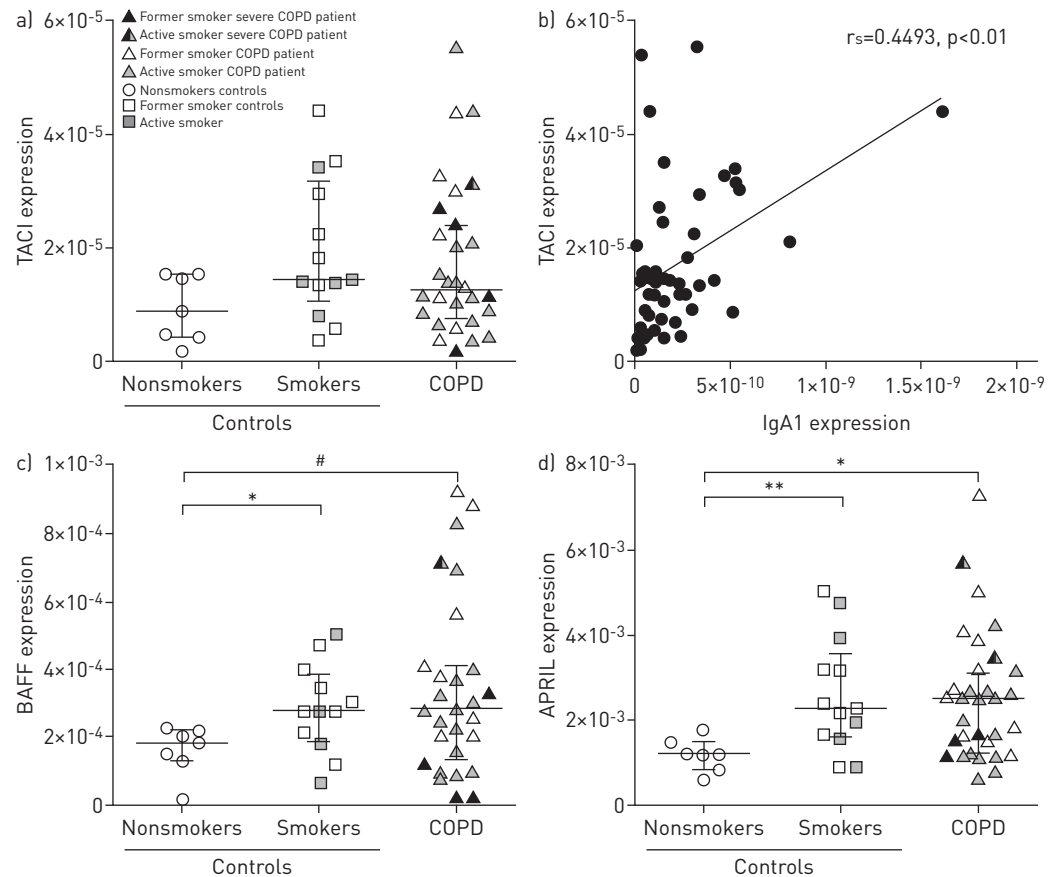 a)
Former smoker severe COPD patient
Active smoker severe COPD patient
Former smoker COPD patient
Active smoker COPD patient
Nonsmokers controls
Former smoker controls
Active smoker
TACI expression
6×10-5
4×10-5
2×10-5
0
Nonsmokers Smokers COPD
Controls
b)
rs=0.4493, p<0.01
TACI expression
6×10-5
4×10-5
2×10-5
0
0 5×10-10 1×10-9 1.5×10-9 2×10-9
IgA1 expression
c)
BAFF expression
1×10-3
8×10-4
6×10-4
4×10-4
2×10-4
0
#
*
Nonsmokers Smokers COPD
Controls
d)
APRIL expression
8×10-3
6×10-3
4×10-3
2×10-3
0
*
**
Nonsmokers Smokers COPD
Controls